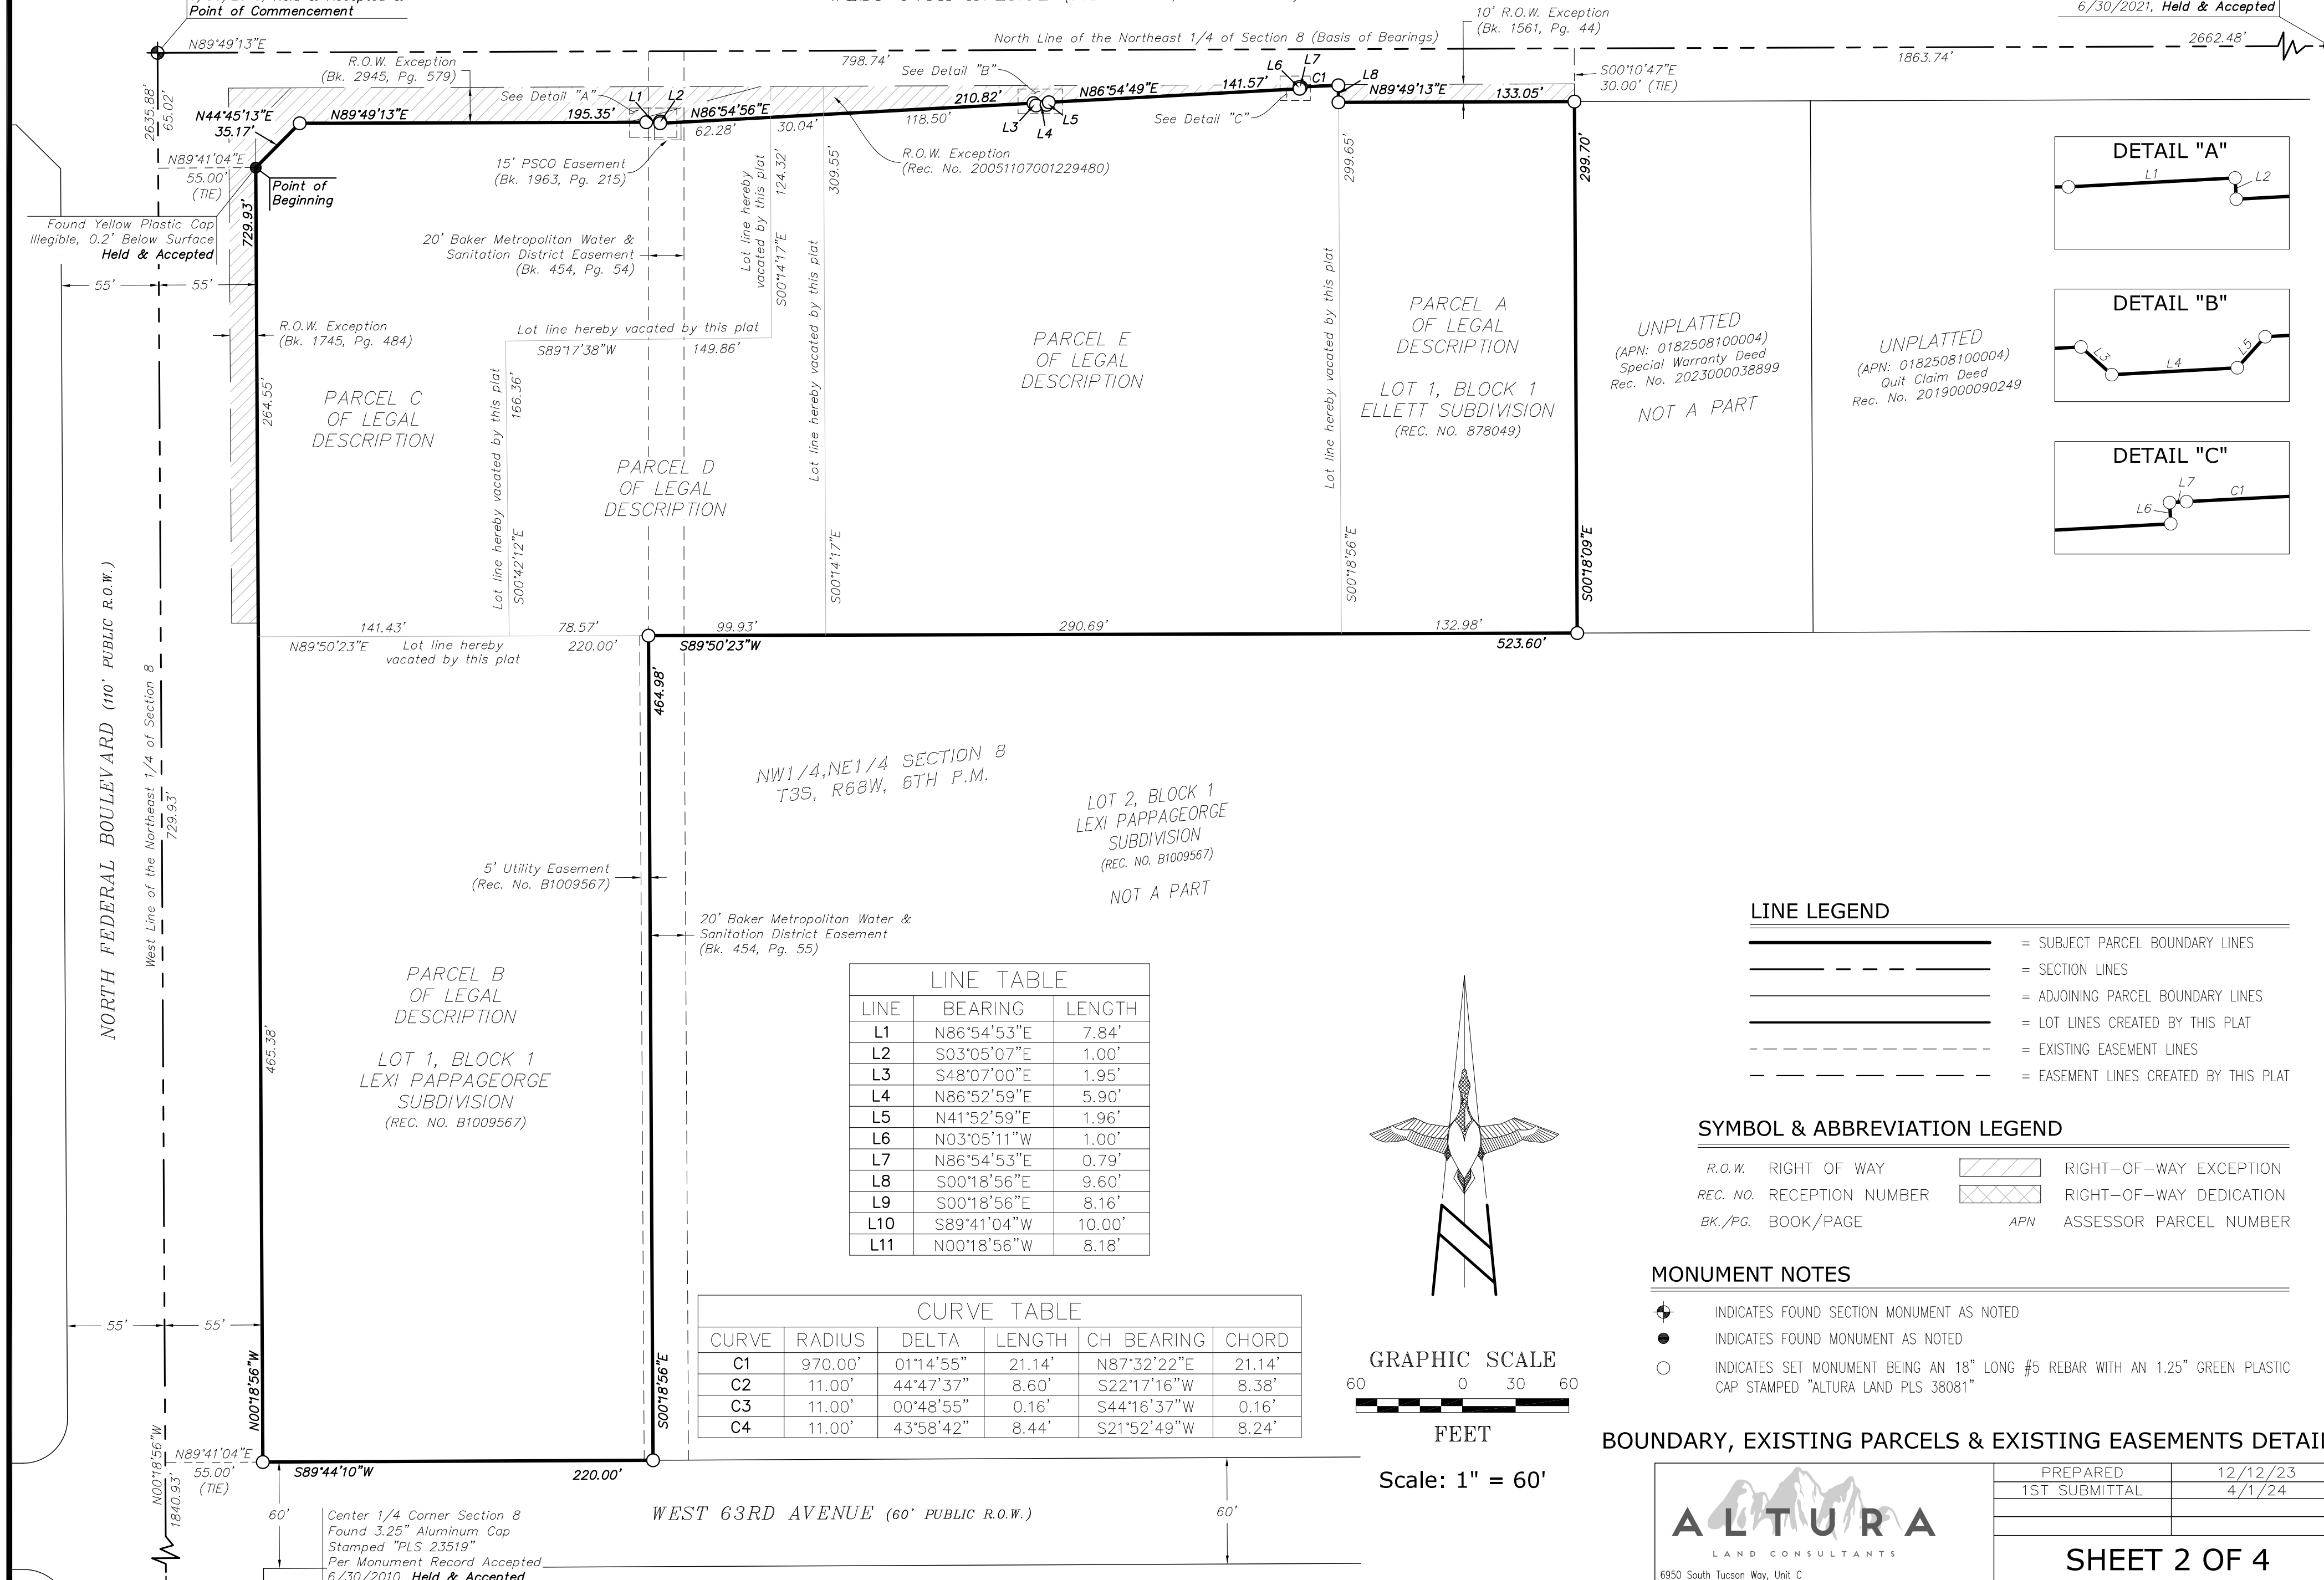 Point of Commencement
6/30/2021, Held & Accepted
N89°49'13"E
North Line of the Northeast 1/4 of Section 8 (Basis of Bearings)
10' R.O.W. Exception
(Bk. 1561, Pg. 44)
2662.48'
1863.74'
798.74'
S00°10'47"E
30.00' (TIE)
R.O.W. Exception
(Bk. 2945, Pg. 579)
See Detail "A"
See Detail "B"
See Detail "C"
L1
L2
L3
L4
L5
L6
L7
C1
L8
2635.88'
65.02'
N44°45'13"E
35.17'
N89°49'13"E
195.35'
N86°54'56"E
210.82'
N86°54'49"E
141.57'
N89°49'13"E
133.05'
62.28'
30.04'
118.50'
N89°41'04"E
55.00'
(TIE)
Point of
Beginning
15' PSCO Easement
(Bk. 1963, Pg. 215)
R.O.W. Exception
(Rec. No. 20051107001229480)
Found Yellow Plastic Cap
Illegible, 0.2' Below Surface
Held & Accepted
729.93'
55'
55'
20' Baker Metropolitan Water &
Sanitation District Easement
(Bk. 454, Pg. 54)
Lot line hereby
vacated by this plat
S00°14'17"E
124.32'
309.55'
Lot line hereby vacated by this plat
S00°14'17"E
299.65'
Lot line hereby vacated by this plat
S00°18'56"E
299.70'
S00°18'09"E
R.O.W. Exception
(Bk. 1745, Pg. 484)
264.55'
Lot line hereby vacated by this plat
S89°17'38"W
149.86'
Lot line hereby vacated by this plat
166.36'
S00°42'12"E
PARCEL C
OF LEGAL
DESCRIPTION
PARCEL D
OF LEGAL
DESCRIPTION
PARCEL E
OF LEGAL
DESCRIPTION
PARCEL A
OF LEGAL
DESCRIPTION
LOT 1, BLOCK 1
ELLETT SUBDIVISION
(REC. NO. 878049)
UNPLATTED
(APN: 0182508100004)
Special Warranty Deed
Rec. No. 2023000038899
NOT A PART
UNPLATTED
(APN: 0182508100004)
Quit Claim Deed
Rec. No. 2019000090249
DETAIL "A"
L1
L2
DETAIL "B"
L3
L4
L5
DETAIL "C"
L7
L6
C1
141.43'
78.57'
99.93'
290.69'
132.98'
N89°50'23"E
Lot line hereby
vacated by this plat
220.00'
S89°50'23"W
523.60'
NORTH FEDERAL BOULEVARD (110' PUBLIC R.O.W.)
West Line of the Northeast 1/4 of Section 8
729.93'
464.98'
NW1/4,NE1/4 SECTION 8
T3S, R68W, 6TH P.M.
LOT 2, BLOCK 1
LEXI PAPPAGEORGE
SUBDIVISION
(REC. NO. B1009567)
NOT A PART
5' Utility Easement
(Rec. No. B1009567)
20' Baker Metropolitan Water &
Sanitation District Easement
(Bk. 454, Pg. 55)
PARCEL B
OF LEGAL
DESCRIPTION
LOT 1, BLOCK 1
LEXI PAPPAGEORGE
SUBDIVISION
(REC. NO. B1009567)
465.38'
LINE TABLE
LINE BEARING LENGTH
L1 N86°54'53"E 7.84'
L2 S03°05'07"E 1.00'
L3 S48°07'00"E 1.95'
L4 N86°52'59"E 5.90'
L5 N41°52'59"E 1.96'
L6 N03°05'11"W 1.00'
L7 N86°54'53"E 0.79'
L8 S00°18'56"E 9.60'
L9 S00°18'56"E 8.16'
L10 S89°41'04"W 10.00'
L11 N00°18'56"W 8.18'
CURVE TABLE
CURVE RADIUS DELTA LENGTH CH BEARING CHORD
C1 970.00' 01°14'55" 21.14' N87°32'22"E 21.14'
C2 11.00' 44°47'37" 8.60' S22°17'16"W 8.38'
C3 11.00' 00°48'55" 0.16' S44°16'37"W 0.16'
C4 11.00' 43°58'42" 8.44' S21°52'49"W 8.24'
GRAPHIC SCALE
60 0 30 60
FEET
Scale: 1" = 60'
LINE LEGEND
= SUBJECT PARCEL BOUNDARY LINES
= SECTION LINES
= ADJOINING PARCEL BOUNDARY LINES
= LOT LINES CREATED BY THIS PLAT
= EXISTING EASEMENT LINES
= EASEMENT LINES CREATED BY THIS PLAT
SYMBOL & ABBREVIATION LEGEND
R.O.W. RIGHT OF WAY RIGHT-OF-WAY EXCEPTION
REC. NO. RECEPTION NUMBER RIGHT-OF-WAY DEDICATION
BK./PG. BOOK/PAGE APN ASSESSOR PARCEL NUMBER
MONUMENT NOTES
INDICATES FOUND SECTION MONUMENT AS NOTED
INDICATES FOUND MONUMENT AS NOTED
INDICATES SET MONUMENT BEING AN 18" LONG #5 REBAR WITH AN 1.25" GREEN PLASTIC
CAP STAMPED "ALTURA LAND PLS 38081"
BOUNDARY, EXISTING PARCELS & EXISTING EASEMENTS DETAIL
55'
55'
N00°18'56"W
S00°18'56"E
N00°18'56"W
1840.93'
N89°41'04"E
55.00'
(TIE)
S89°44'10"W
220.00'
60'
60'
WEST 63RD AVENUE (60' PUBLIC R.O.W.)
Center 1/4 Corner Section 8
Found 3.25" Aluminum Cap
Stamped "PLS 23519"
Per Monument Record Accepted
6/30/2010, Held & Accepted
ALTURA
LAND CONSULTANTS
6950 South Tucson Way, Unit C
PREPARED 12/12/23
1ST SUBMITTAL 4/1/24
SHEET 2 OF 4